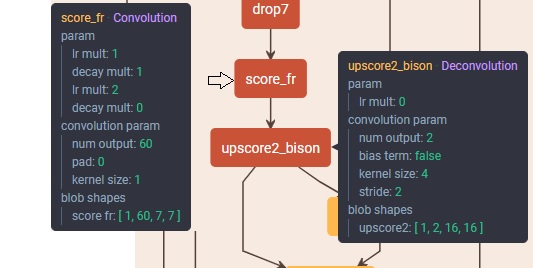 score_fr · Convolution
param
lr mult: 1
decay mult: 1
lr mult: 2
decay mult: 0
convolution param
num output: 60
pad: 0
kernel size: 1
blob shapes
score fr: [ 1, 60, 7, 7 ]
drop7
score_fr
upscore2_bison
upscore2_bison · Deconvolution
param
lr mult: 0
convolution param
num output: 2
bias term: false
kernel size: 4
stride: 2
blob shapes
upscore2: [ 1, 2, 16, 16 ]